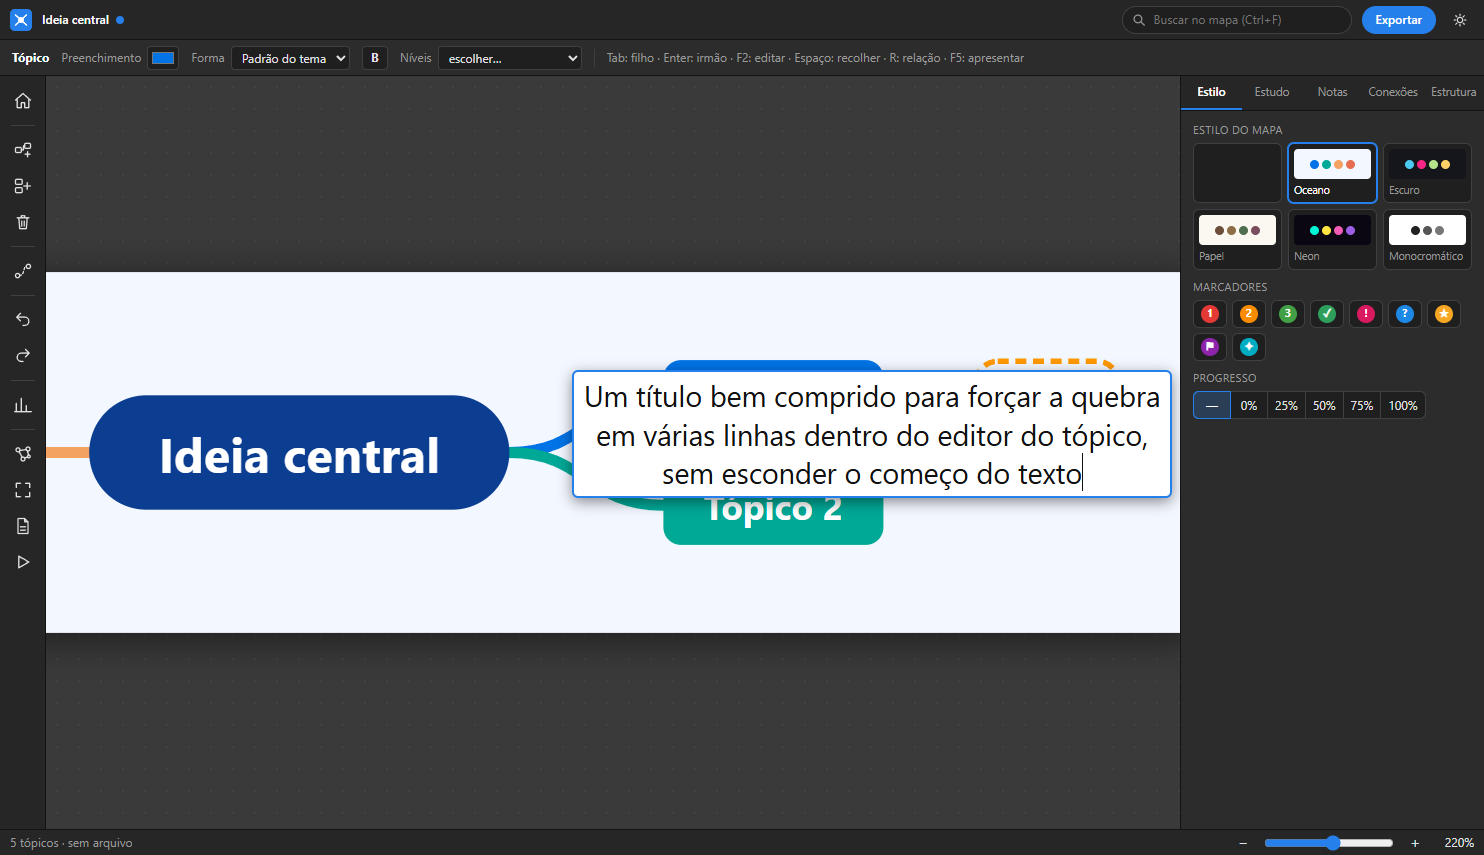 Ideia central
Buscar no mapa (Ctrl+F)
Exportar
Tópico
Preenchimento
Forma
Padrão do tema
B
Níveis
escolher...
Tab: filho · Enter: irmão · F2: editar · Espaço: recolher · R: relação · F5: apresentar
Estilo
Estudo
Notas
Conexões
Estrutura
ESTILO DO MAPA
Oceano
Escuro
Papel
Neon
Monocromático
MARCADORES
1
2
3
!
?
PROGRESSO
—
0%
25%
50%
75%
100%
Ideia central
Um título bem comprido para forçar a quebra
em várias linhas dentro do editor do tópico,
sem esconder o começo do texto
Tópico 2
5 tópicos · sem arquivo
−
+
220%